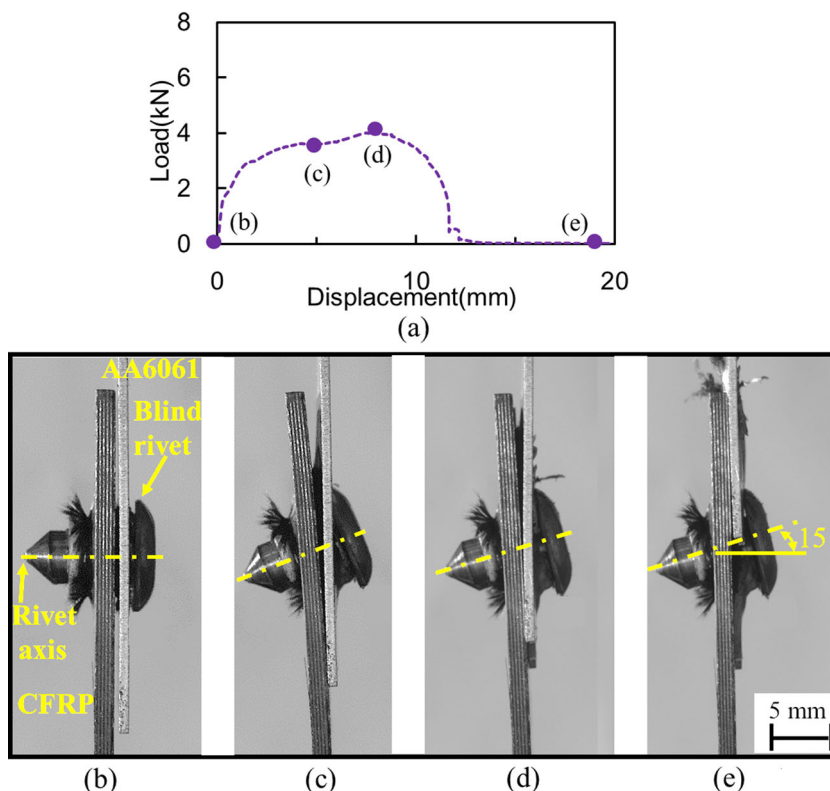 8
6
4
2
0
Load(kN)
(b)
(c)
(d)
(e)
0
10
20
Displacement(mm)
(a)
AA6061
Blind
rivet
Rivet
axis
CFRP
15
5 mm
(b)
(c)
(d)
(e)